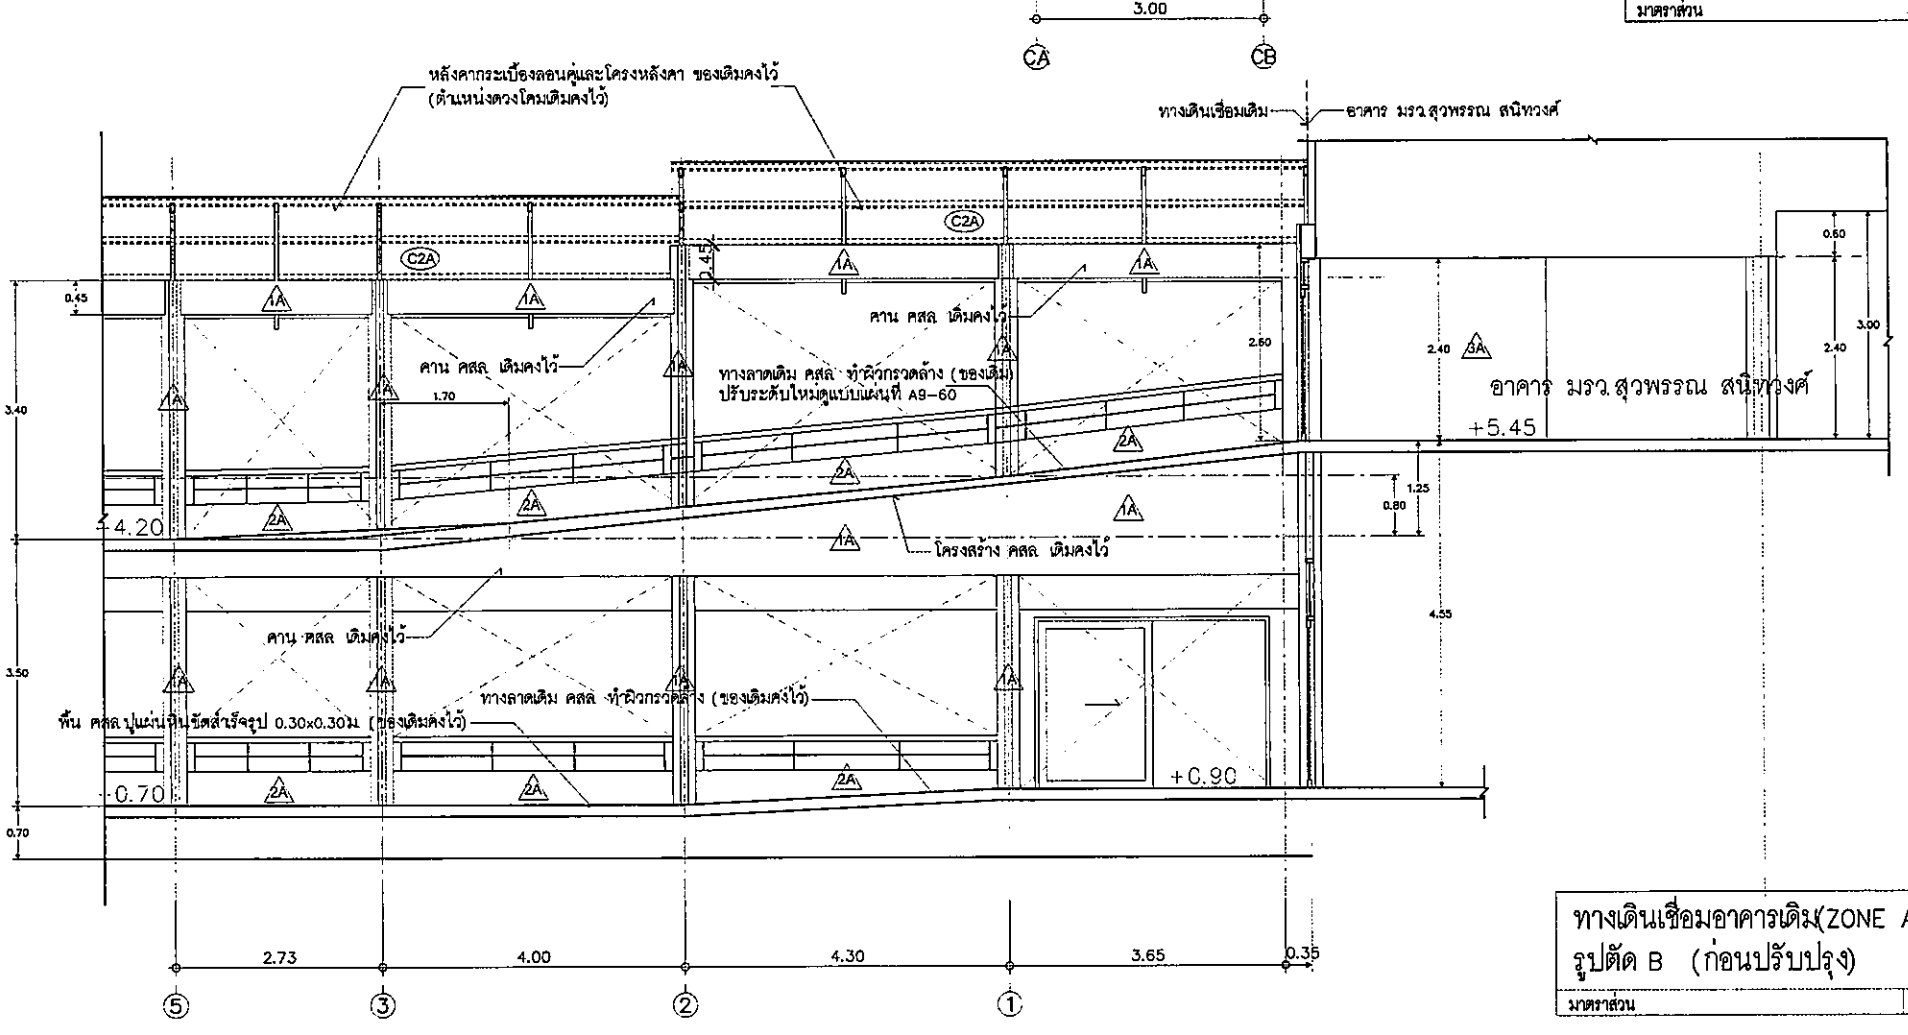 3.00
มาตราส่วน
CA
CB
หลังคากระเบื้องลอนคู่และโครงหลังคา ของเดิมคงไว้
(ตำแหน่งดวงโคมเดิมคงไว้)
ทางเดินเชื่อมเดิม
อาคาร มรว.สุวพรรณ สนิทวงศ์
C2A
C2A
0.60
0.45
0.45
1A
1A
1A
1A
คาน คสล. เดิมคงไว้
2.60
2.40
3A
2.40
3.00
คาน คสล. เดิมคงไว้
1A
1A
1A
1A
ทางลาดเดิม คสล. ทำผิวกรวดล้าง (ของเดิม)
ปรับระดับใหม่ดูแบบแผ่นที่ A9-60
อาคาร มรว.สุวพรรณ สนิทวงศ์
3.40
1.70
+5.45
2A
2A
2A
2A
1.25
0.80
4.20
1A
1A
โครงสร้าง คสล. เดิมคงไว้
4.55
คาน คสล. เดิมคงไว้
3.50
1A
1A
1A
1A
ทางลาดเดิม คสล. ทำผิวกรวดล้าง (ของเดิมคงไว้)
พื้น คสล.ปูแผ่นหินขัดสำเร็จรูป 0.30x0.30ม. (ของเดิมคงไว้)
0.70
2A
2A
2A
+0.90
0.70
2.73
4.00
4.30
3.65
0.35
5
3
2
1
ทางเดินเชื่อมอาคารเดิม(ZONE A
รูปตัด B (ก่อนปรับปรุง)
มาตราส่วน